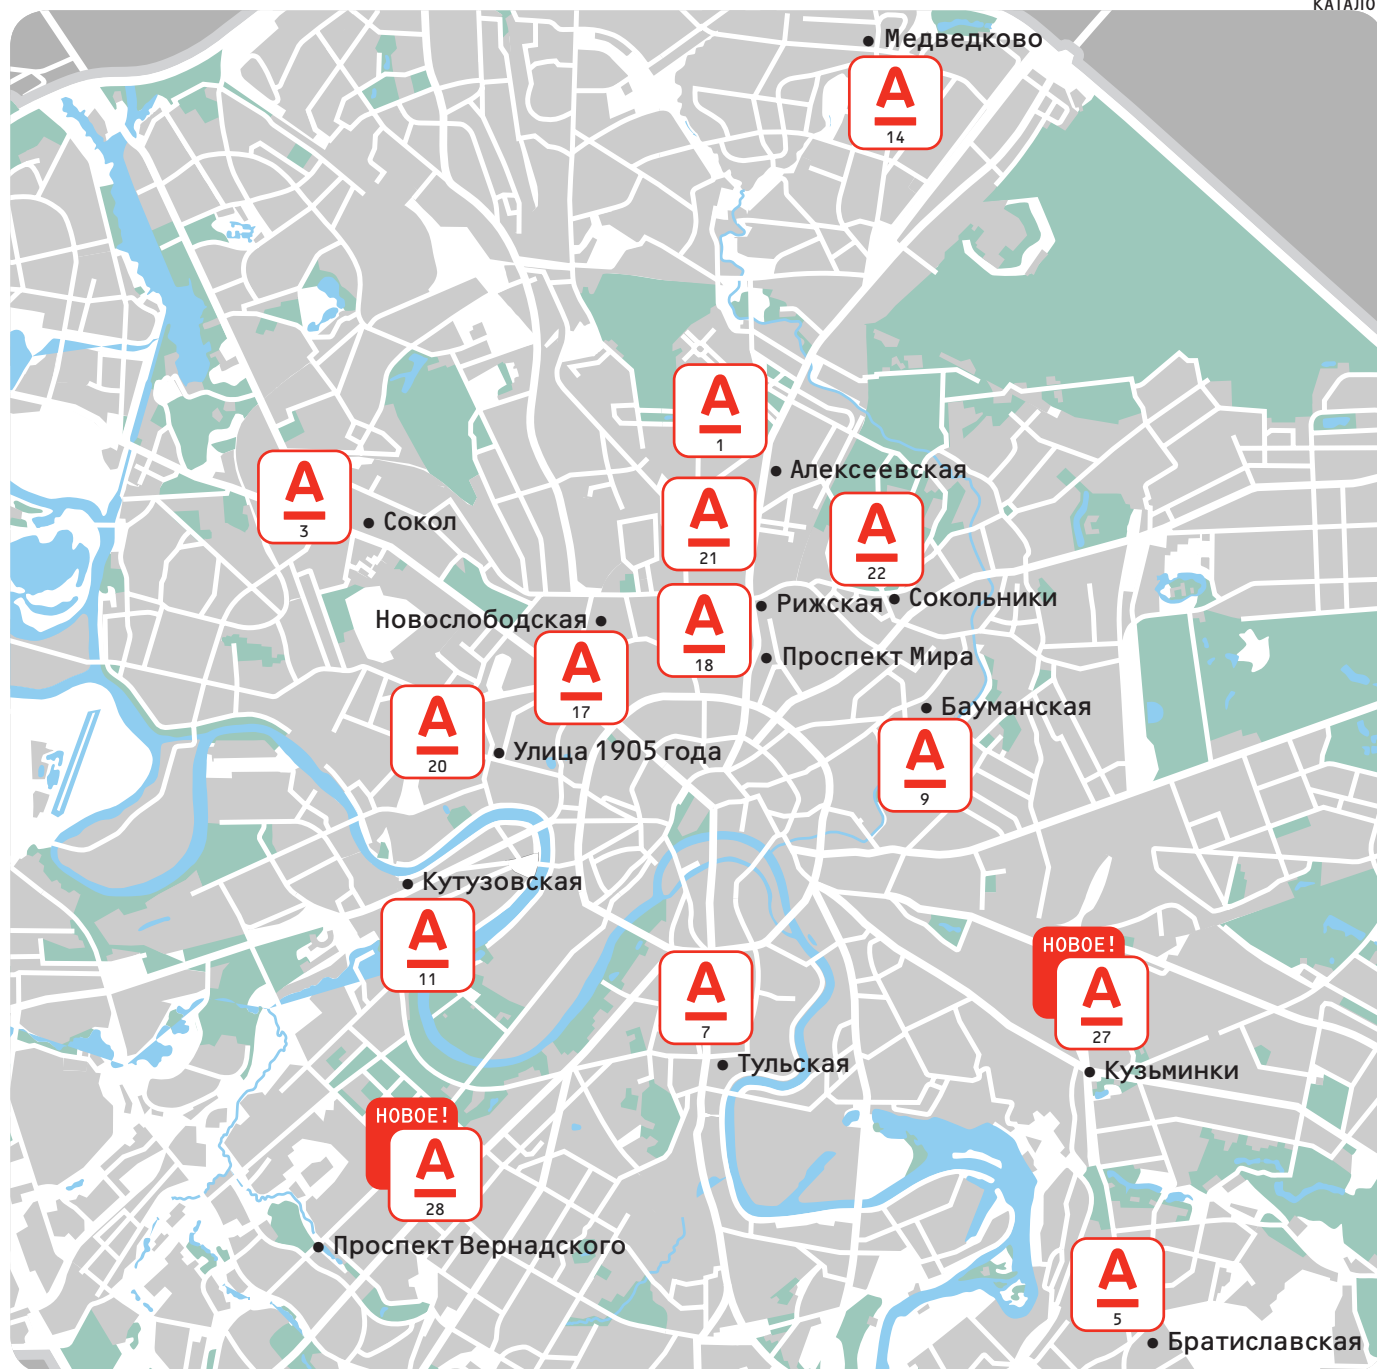 КАТАЛО
Медведково
А
14
А
1
Алексеевская
А
3
Сокол
А
21
А
22
Рижская
Сокольники
Новослободская
А
18
Проспект Мира
А
17
А
20
Улица 1905 года
Бауманская
А
9
Кутузовская
А
11
НОВОЕ!
А
27
Кузьминки
А
7
Тульская
НОВОЕ!
А
28
Проспект Вернадского
А
5
Братиславская